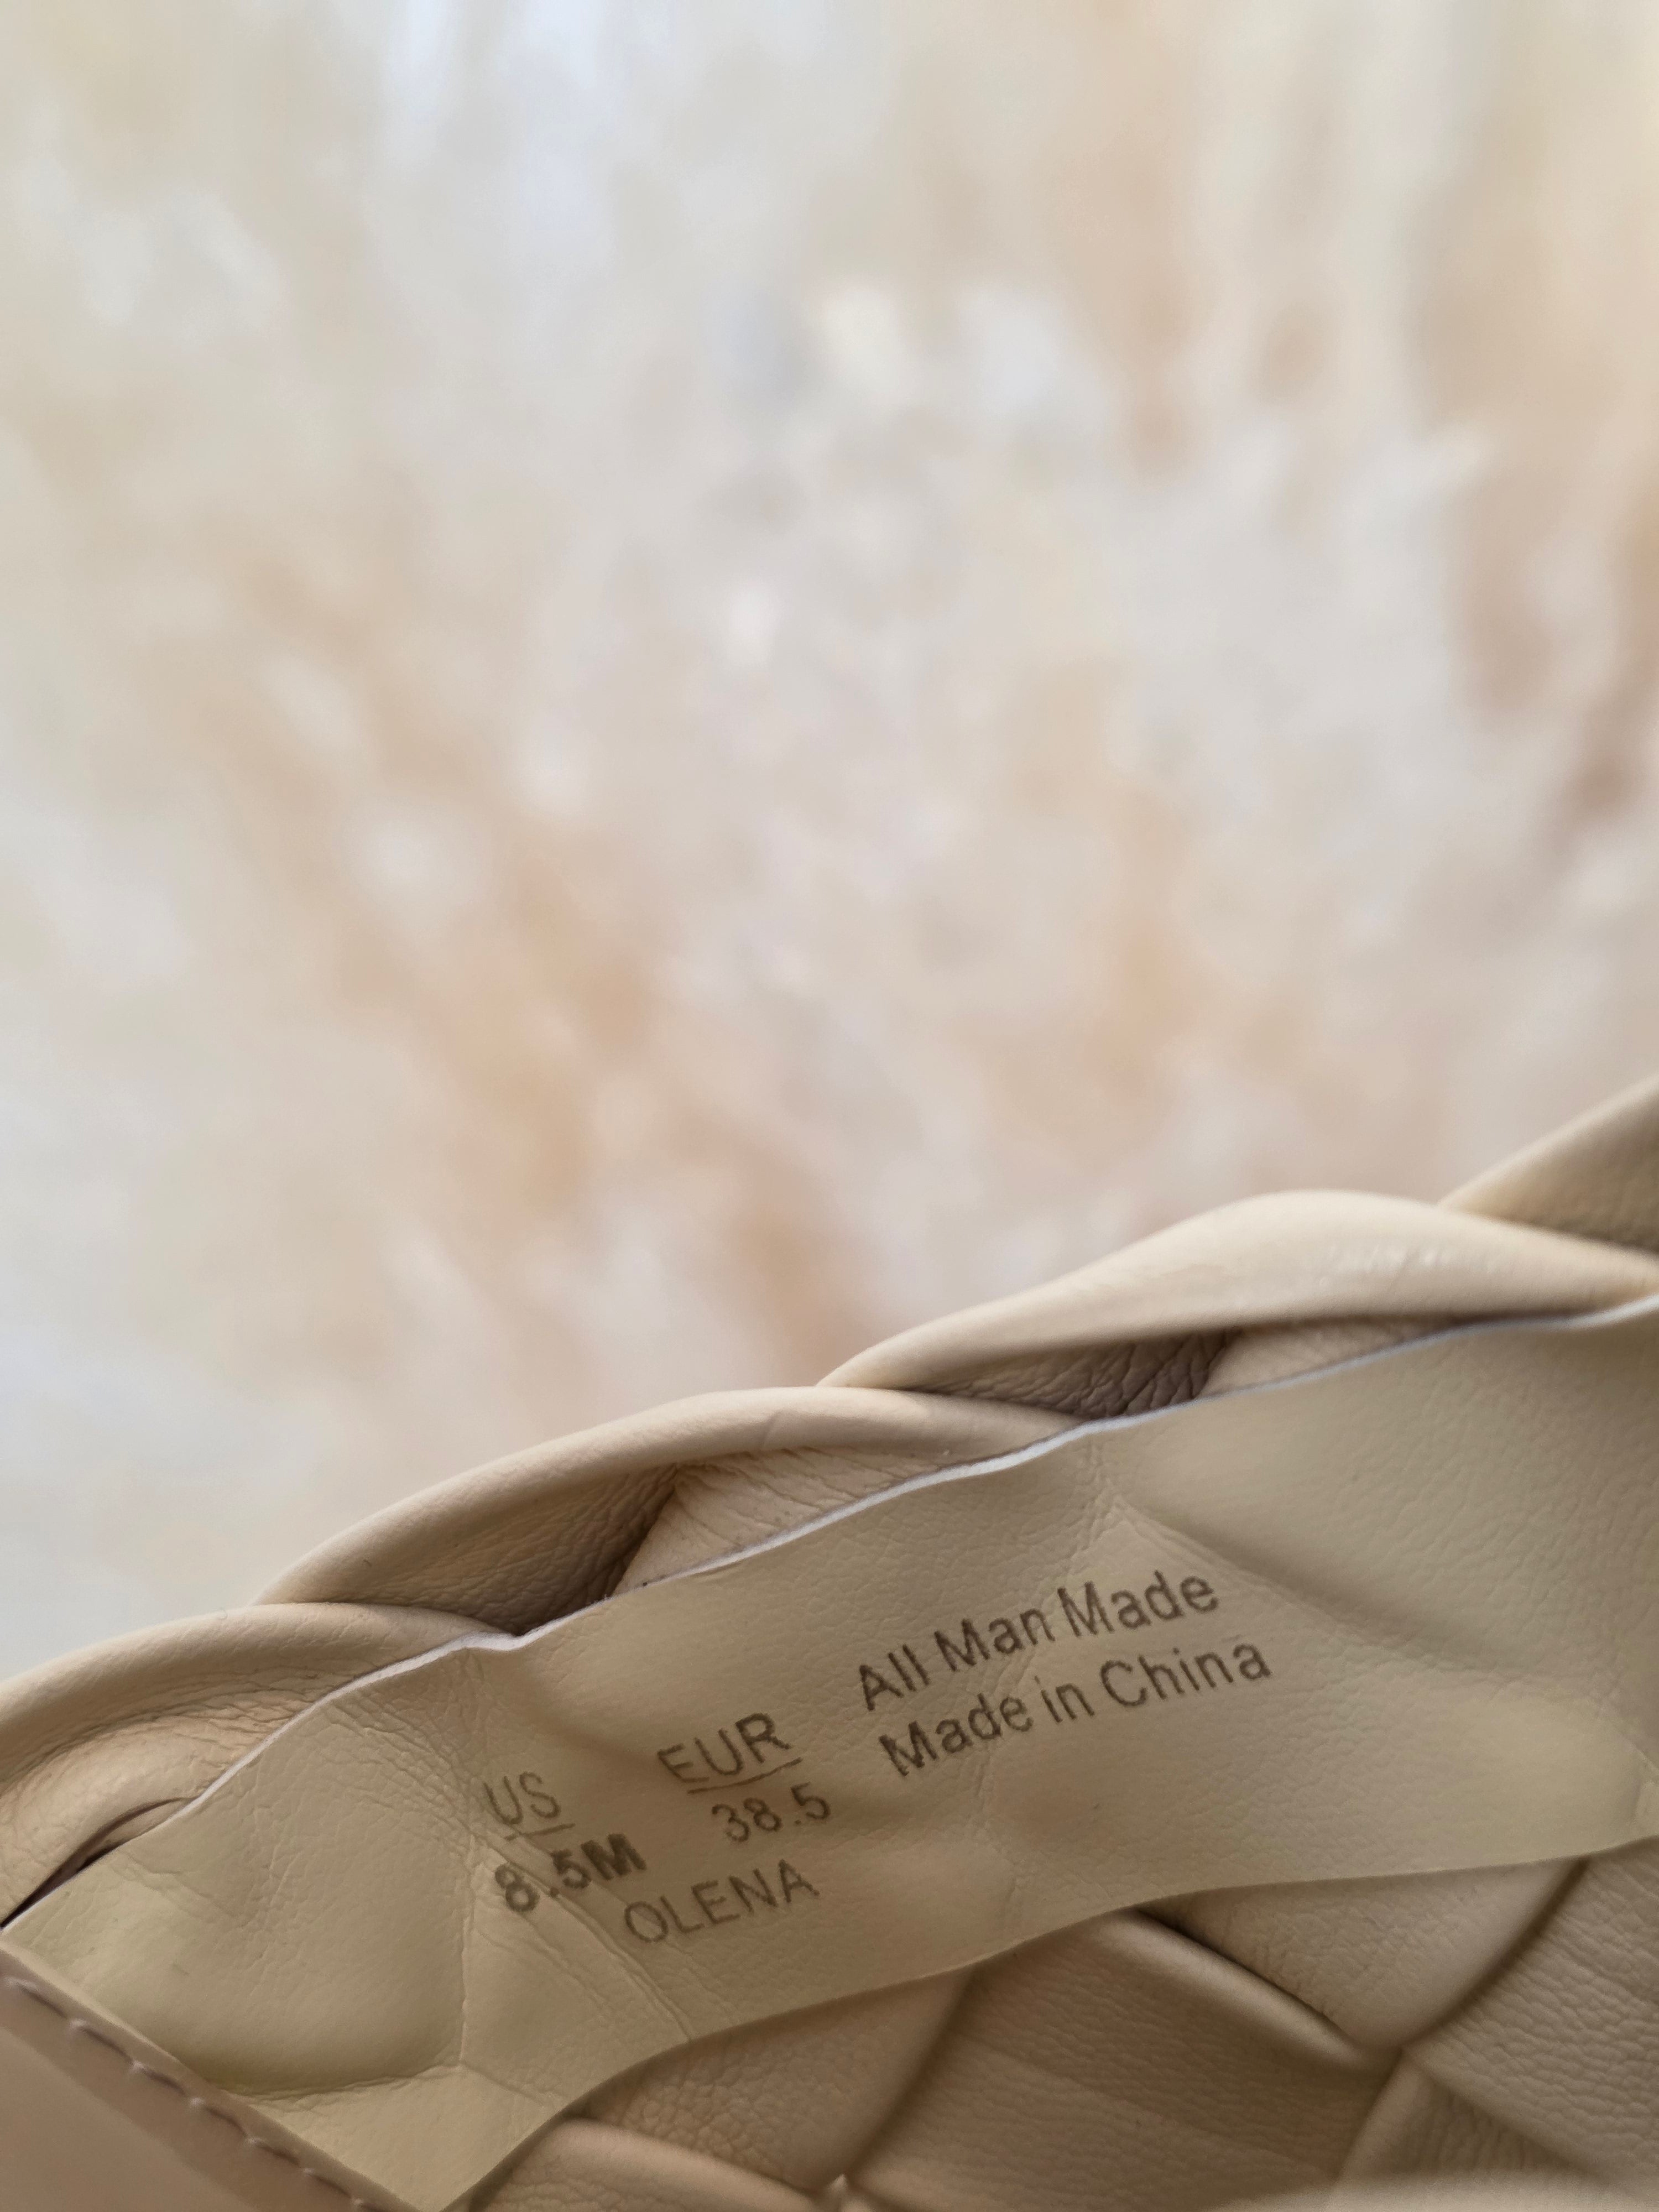 US EUR All Man Made
8.5M 38.5 Made in China
OLENA